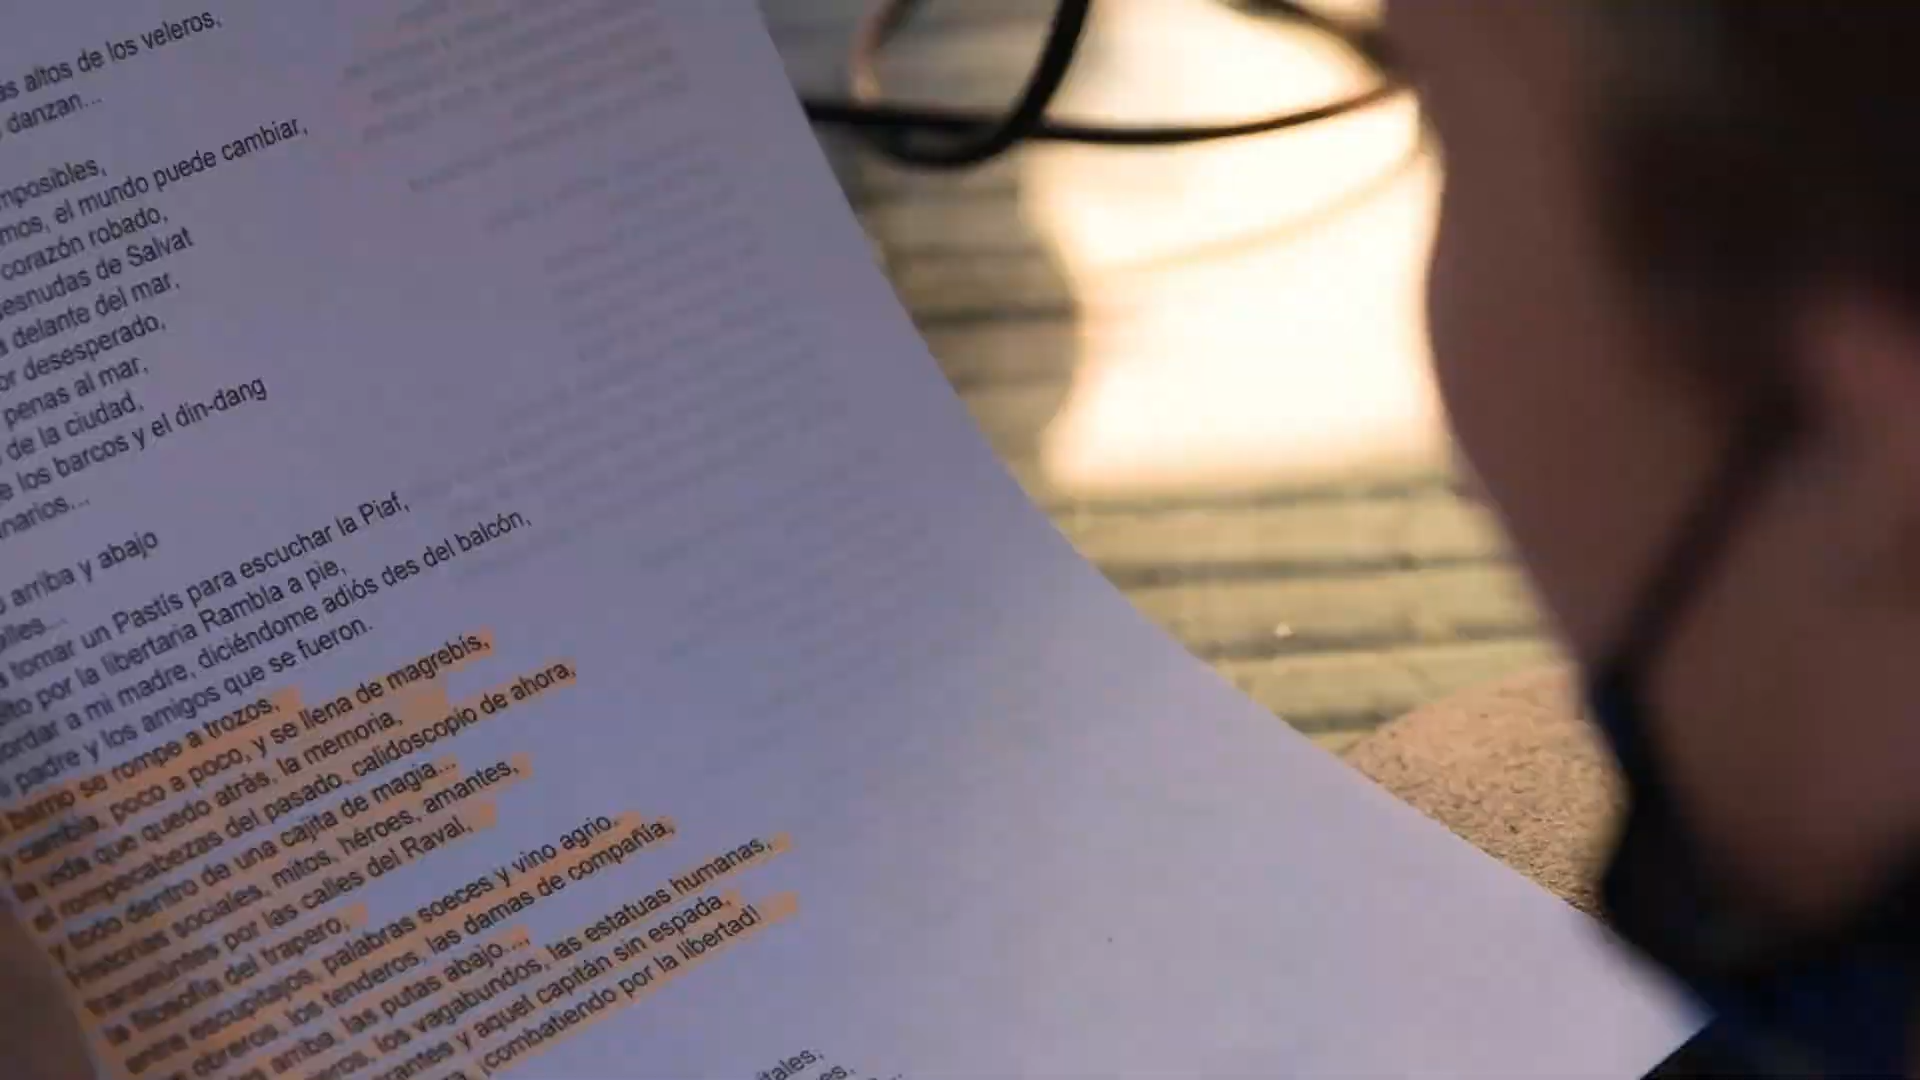 altos de los veleros,
danzan...
mposibles,
mos, el mundo puede cambiar,
corazón robado,
esnudas de Salvat
delante del mar,
or desesperado,
penas al mar,
de la ciudad,
los barcos y el din-dang
narios...
arriba y abajo
alles...
tomar un Pastís para escuchar la Piaf,
ito por la libertaria Rambla a pie,
ordar a mi madre, diciéndome adiós des del balcón,
padre y los amigos que se fueron.
barrio se rompe a trozos,
y cambia, poco a poco, y se llena de magrebís,
la vida que quedo atrás, la memoria,
el rompecabezas del pasado, calidoscopio de ahora,
y todo dentro de una cajita de magia...
Historias sociales, mitos, héroes, amantes,
transeúntes por las calles del Raval,
la filosofía del trapero,
entre escupitajos, palabras soeces y vino agrio.
obreros, los tenderos, las damas de compañía,
arriba, las putas abajo...,
los vagabundos, las estatuas humanas,
rantes y aquel capitán sin espada,
¡combatiendo por la libertad!
itales,